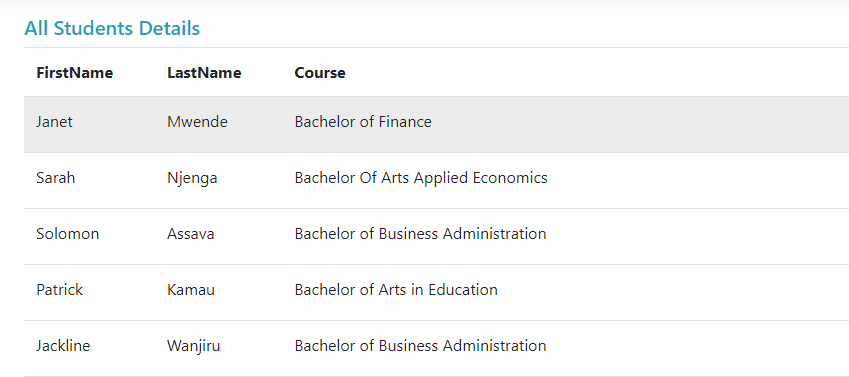 All Students Details
FirstName LastName Course
Janet Mwende Bachelor of Finance
Sarah Njenga Bachelor Of Arts Applied Economics
Solomon Assava Bachelor of Business Administration
Patrick Kamau Bachelor of Arts in Education
Jackline Wanjiru Bachelor of Business Administration